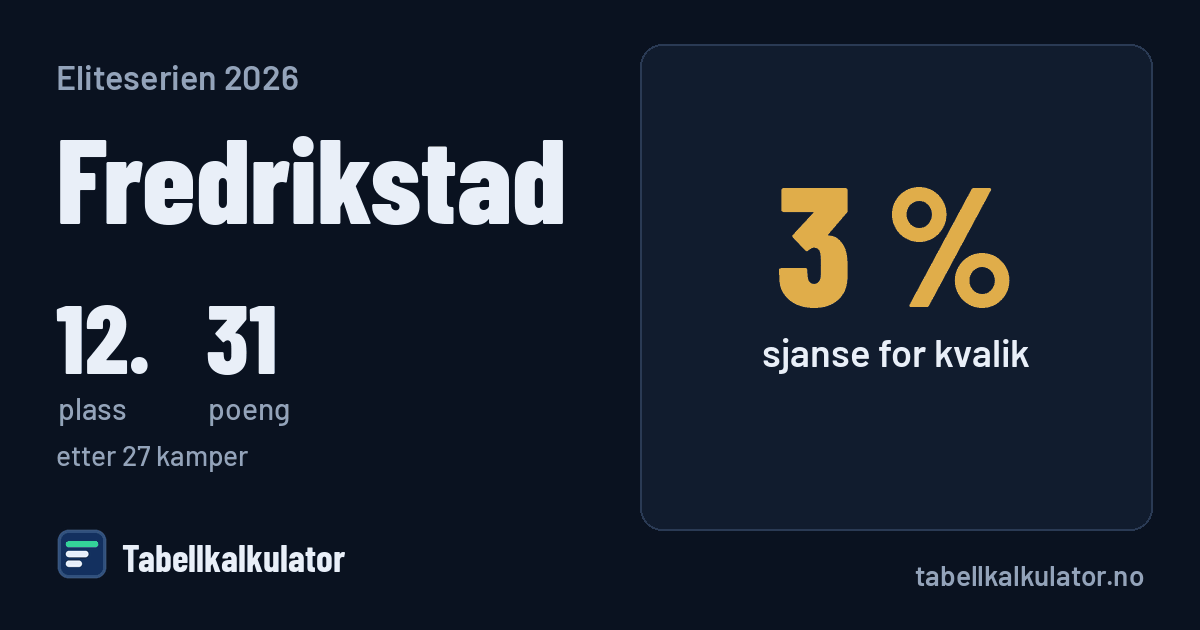 Eliteserien 2026
Fredrikstad
12. 31
plass poeng
etter 27 kamper
3 %
sjanse for kvalik
Tabellkalkulator
tabellkalkulator.no